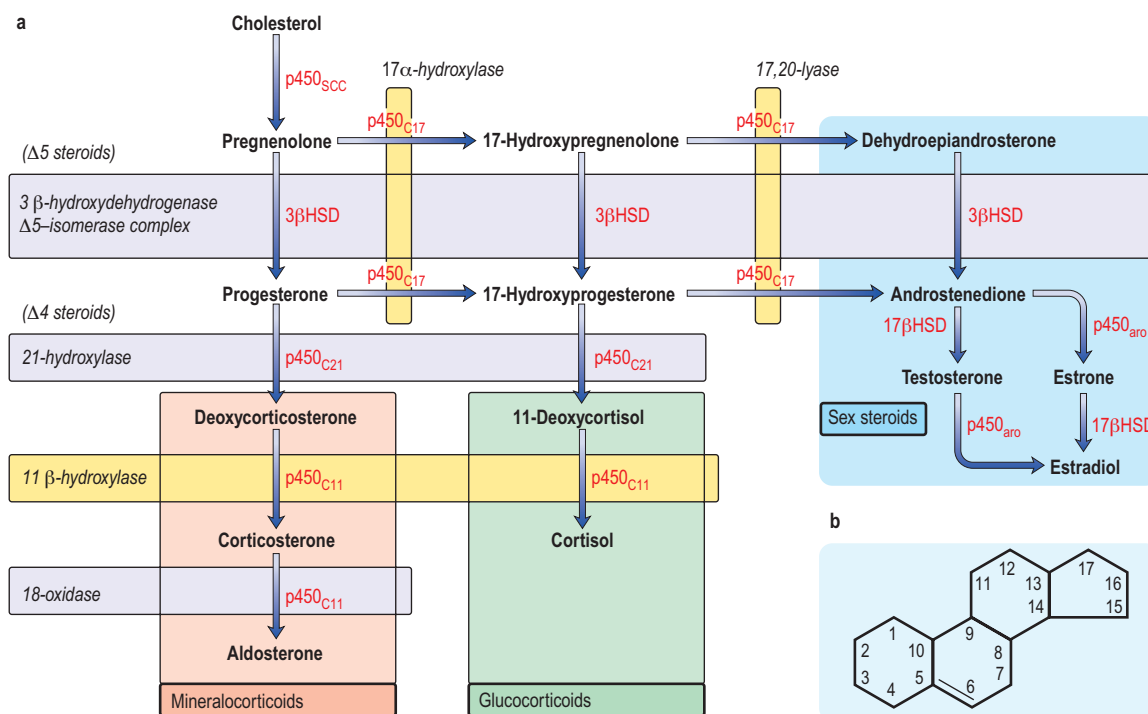 a
Cholesterol
p450SCC
17α-hydroxylase
17,20-lyase
p450C17
p450C17
Pregnenolone
17-Hydroxypregnenolone
Dehydroepiandrosterone
(Δ5 steroids)
3 β-hydroxydehydrogenase
Δ5–isomerase complex
3βHSD
3βHSD
3βHSD
p450C17
p450C17
Progesterone
17-Hydroxyprogesterone
Androstenedione
(Δ4 steroids)
17βHSD
p450aro
21-hydroxylase
p450C21
p450C21
Testosterone
Estrone
Deoxycorticosterone
11-Deoxycortisol
Sex steroids
p450aro
17βHSD
Estradiol
11 β-hydroxylase
p450C11
p450C11
Corticosterone
Cortisol
18-oxidase
p450C11
Aldosterone
Mineralocorticoids
Glucocorticoids
b
12
17
11
13
16
14
15
1
9
2
10
8
3
5
7
4
6